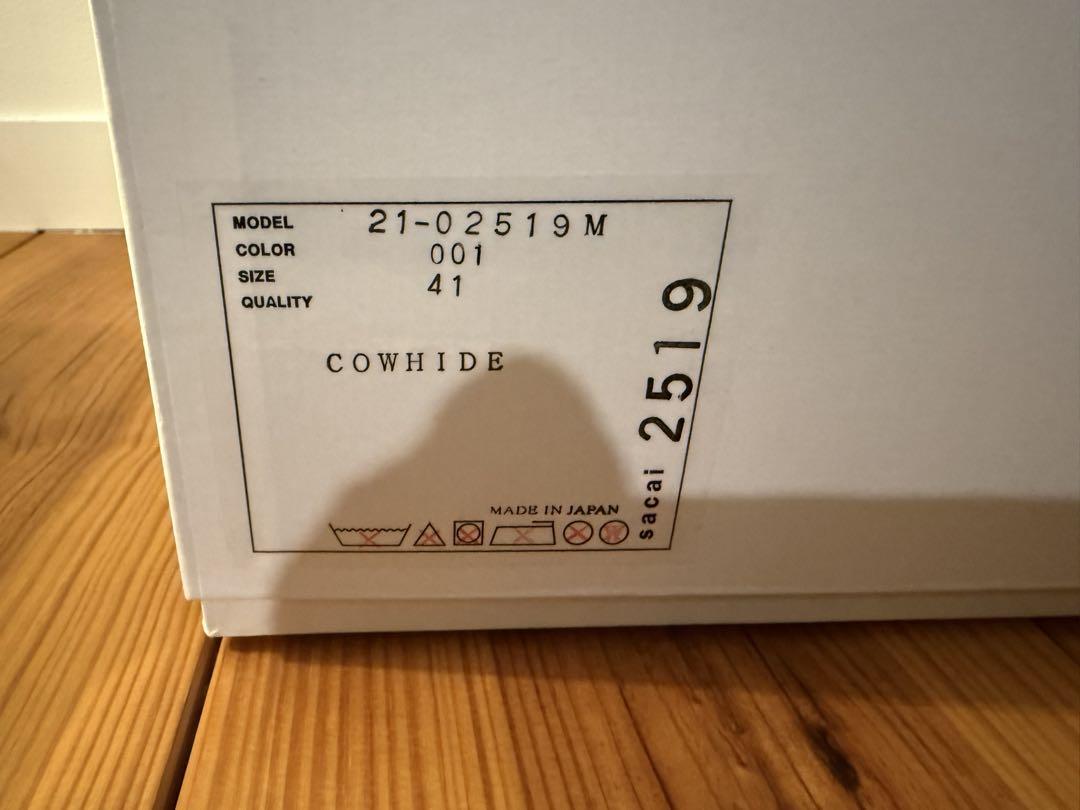 MODEL 21-02519M
COLOR 001
SIZE 41
QUALITY
COWHIDE
MADE IN JAPAN
sacai 2519